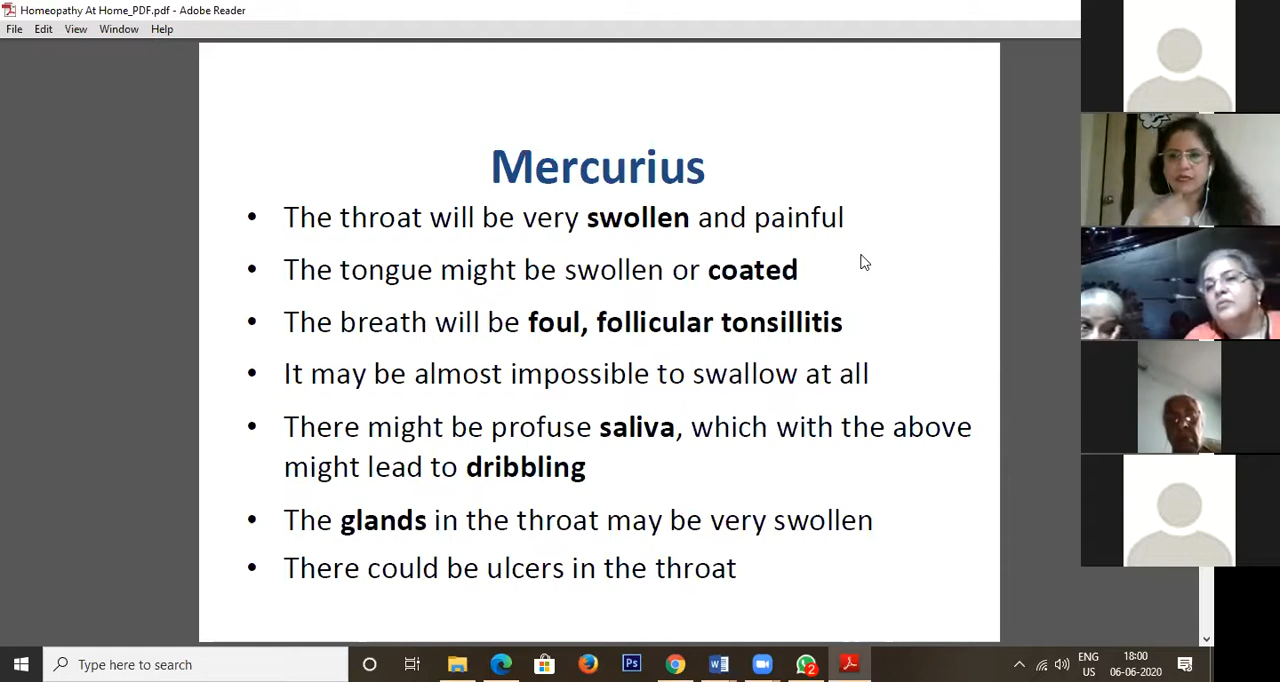 Homeopathy At Home_PDF.pdf - Adobe Reader
File Edit View Window Help
Mercurius
• The throat will be very swollen and painful
• The tongue might be swollen or coated
• The breath will be foul, follicular tonsillitis
• It may be almost impossible to swallow at all
• There might be profuse saliva, which with the above
might lead to dribbling
• The glands in the throat may be very swollen
• There could be ulcers in the throat
Type here to search
Ps
W
2
ENG
US
18:00
06-06-2020